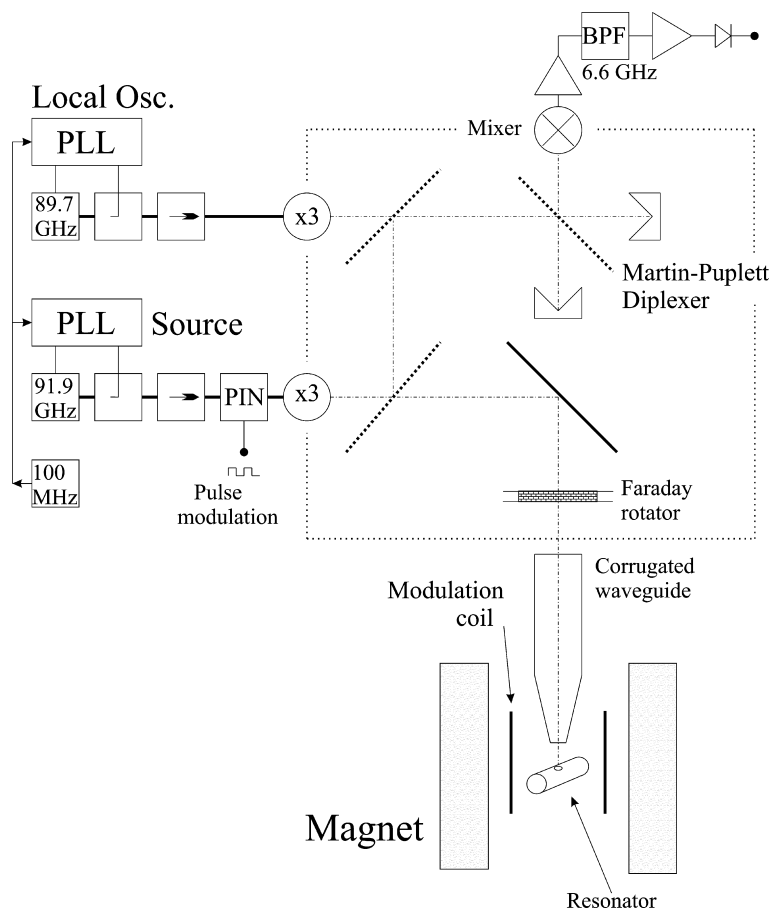 BPF
6.6 GHz
Local Osc.
Mixer
PLL
89.7
GHz
x3
Martin-Puplett
Diplexer
PLL
Source
91.9
GHz
PIN
x3
100
MHz
Pulse
modulation
Faraday
rotator
Corrugated
waveguide
Modulation
coil
Magnet
Resonator